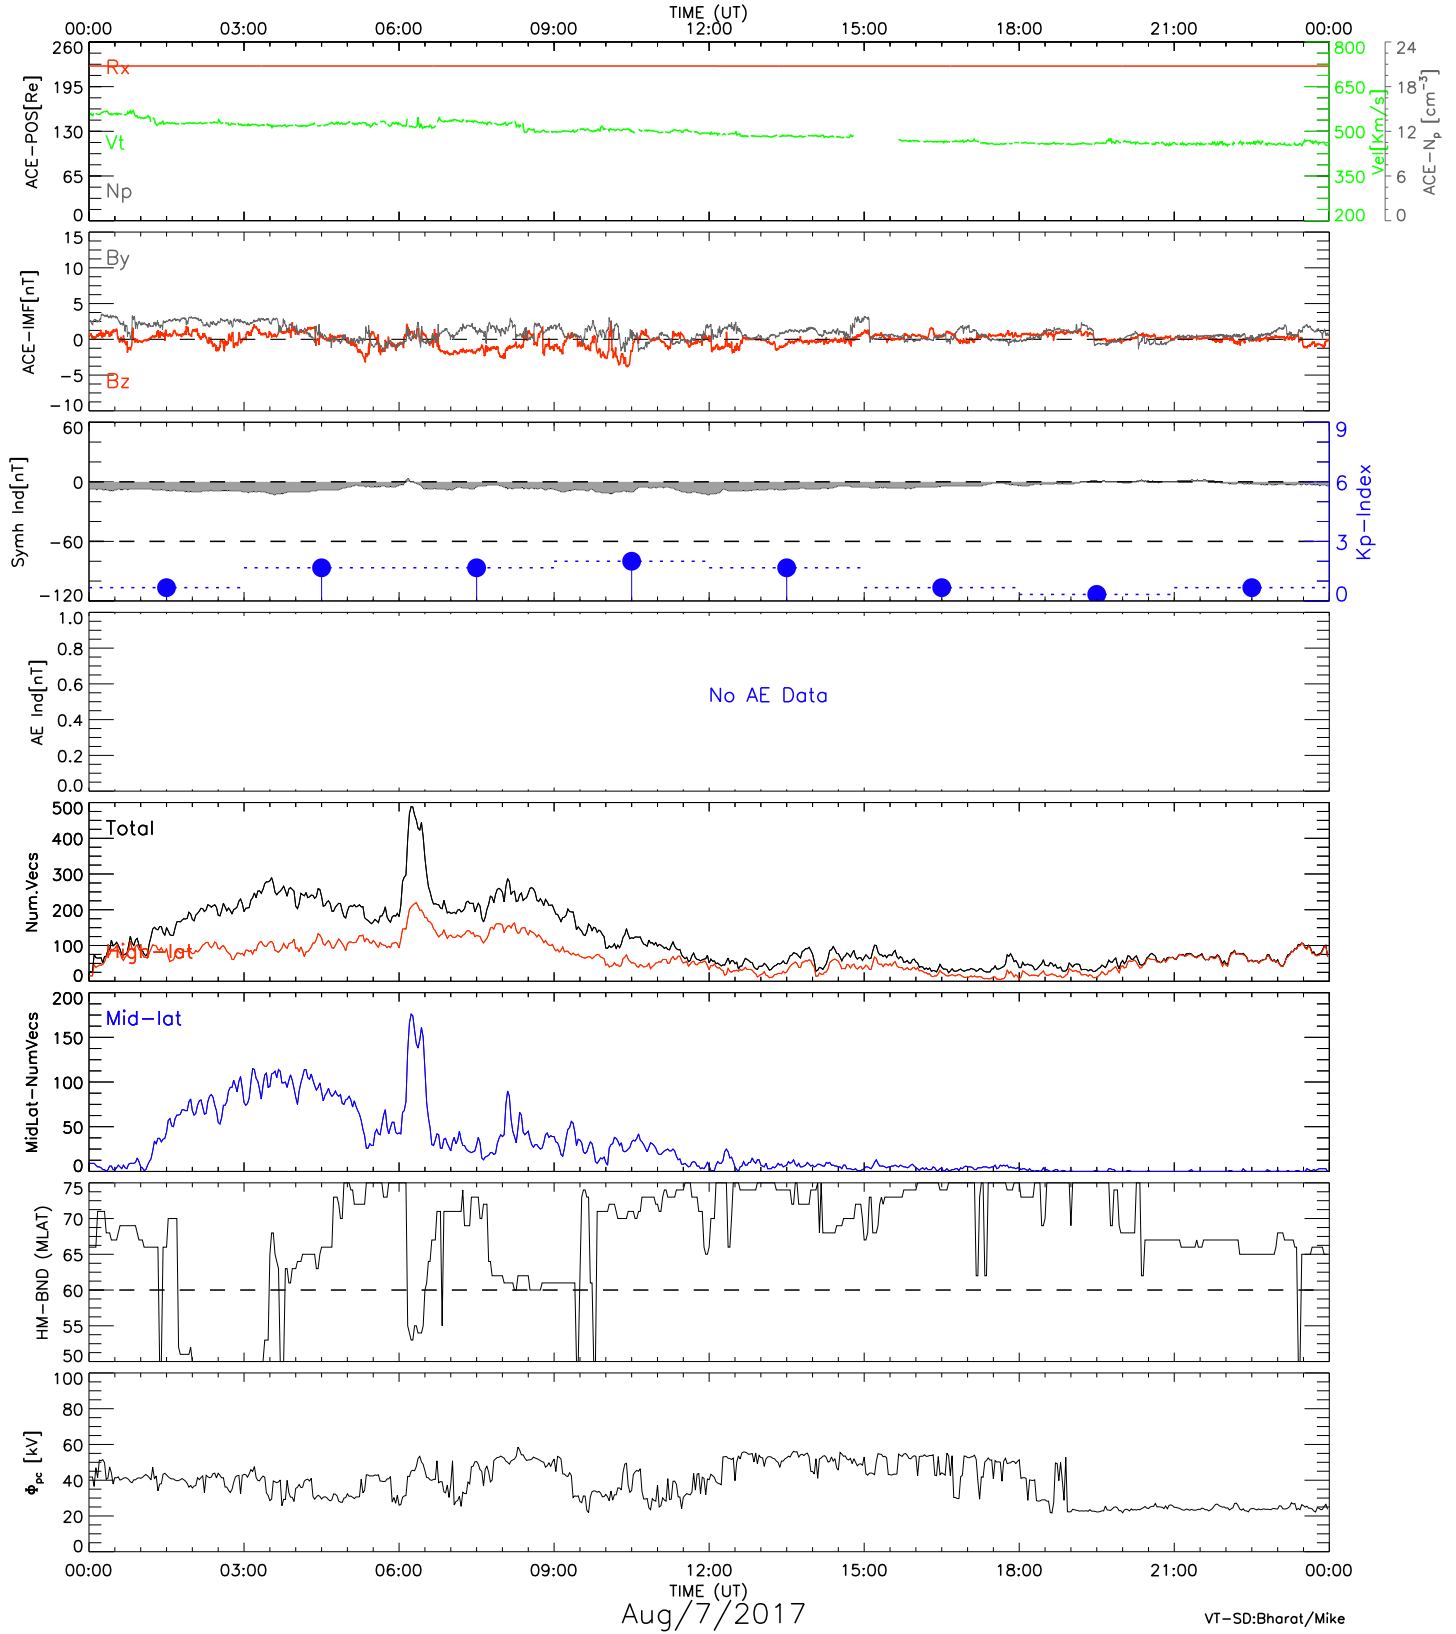 TIME (UT)
00:00 03:00 06:00 09:00 12:00 15:00 18:00 21:00 00:00
260 195 130 65 0
ACE-POS[Re]
Rx
Vt
Np
800 650 500 350 200
Vel[Km/s]
24 18 12 6 0
ACE-Np [cm-3]
15 10 5 0 -5 -10
ACE-IMF[nT]
By
Bz
60 0 -60 -120
Symh Ind[nT]
9 6 3 0
Kp-Index
1.0 0.8 0.6 0.4 0.2 0.0
AE Ind[nT]
No AE Data
500 400 300 200 100 0
Num.Vecs
Total
High-lat
200 150 100 50 0
MidLat-NumVecs
Mid-lat
75 70 65 60 55 50
HM-BND (MLAT)
100 80 60 40 20 0
Φpc [kV]
00:00 03:00 06:00 09:00 12:00 15:00 18:00 21:00 00:00
TIME (UT)
Aug/7/2017
VT-SD:Bharat/Mike